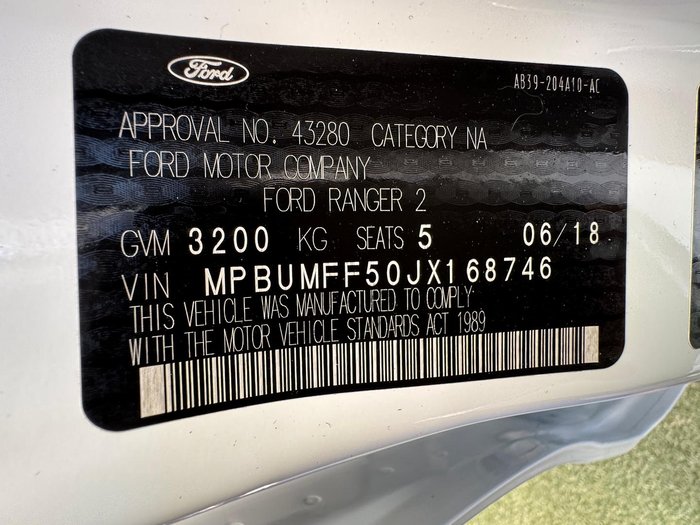 Ford
AB39-204A10-AC
APPROVAL NO. 43280 CATEGORY NA
FORD MOTOR COMPANY
FORD RANGER 2
GVM 3200 KG SEATS 5 06/18
VIN MPBUMFF50JX168746
THIS VEHICLE WAS MANUFACTURED TO COMPLY
WITH THE MOTOR VEHICLE STANDARDS ACT 1989